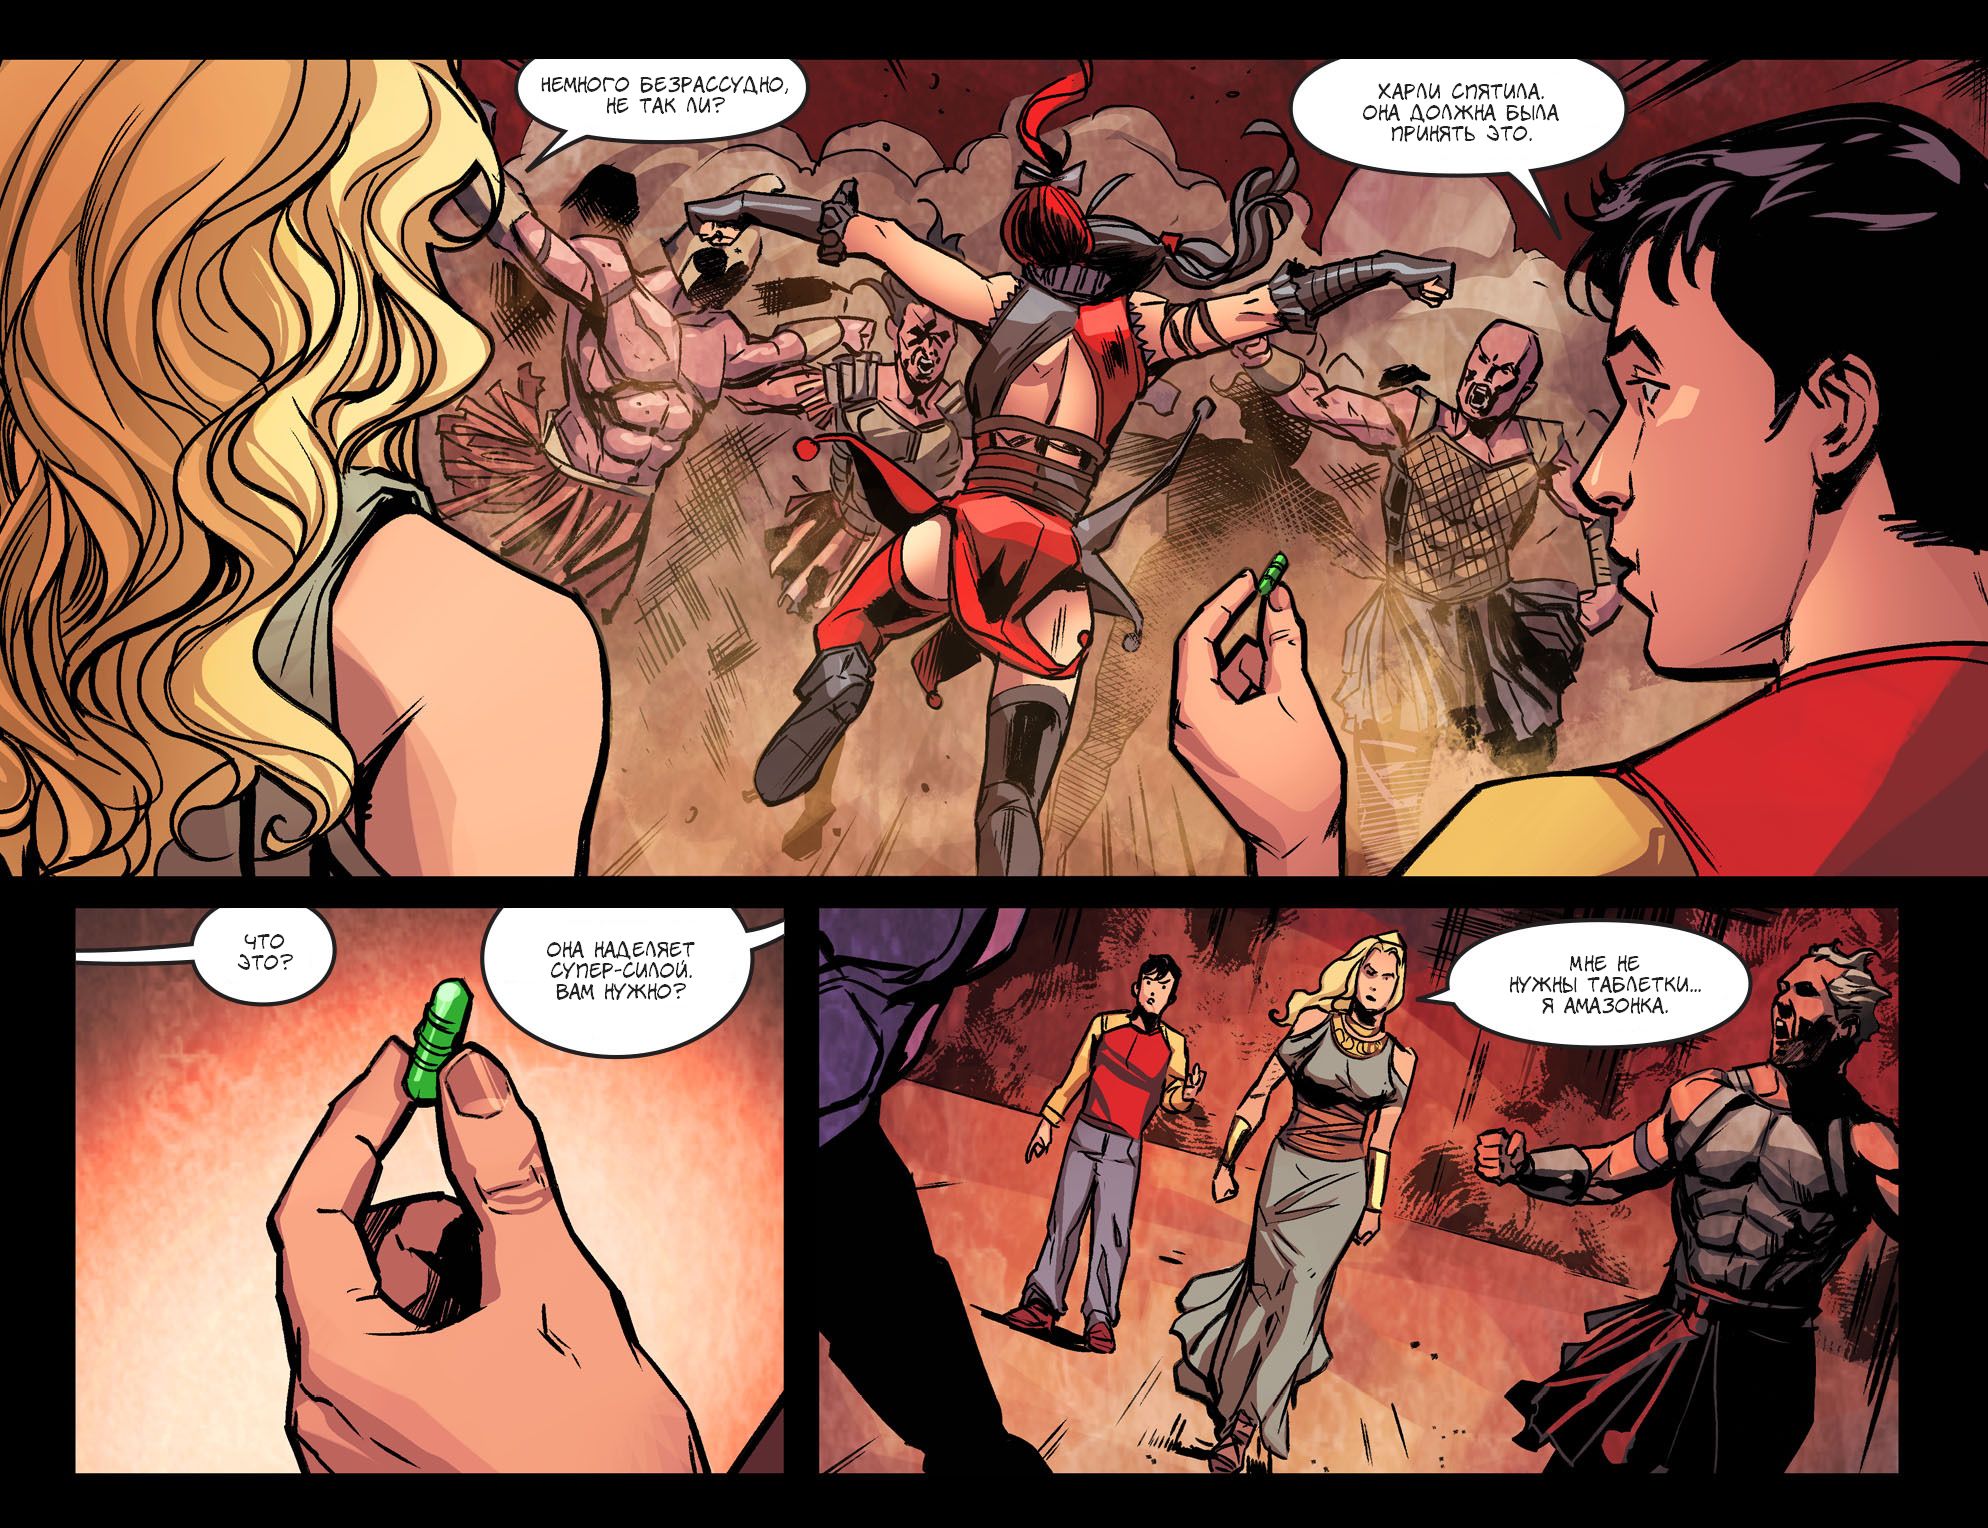 НЕМНОГО БЕЗРАССУДНО,
НЕ ТАК ЛИ?
ХАРЛИ СПЯТИЛА.
ОНА ДОЛЖНА БЫЛА
ПРИНЯТЬ ЭТО.
ЧТО
ЭТО?
ОНА НАДЕЛЯЕТ
СУПЕР-СИЛОЙ.
ВАМ НУЖНО?
МНЕ НЕ
НУЖНЫ ТАБЛЕТКИ...
Я АМАЗОНКА.